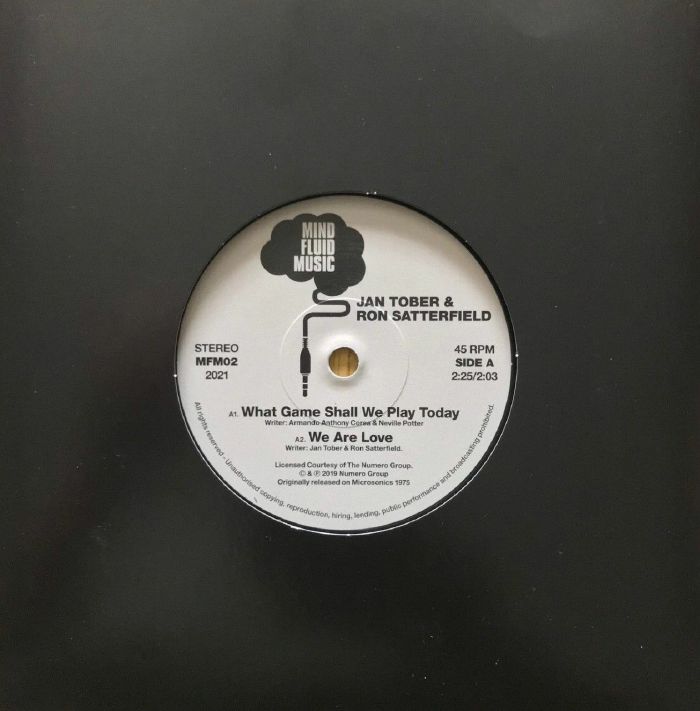 MIND
FLUID
MUSIC
JAN TOBER &
RON SATTERFIELD
STEREO
MFM02
2021
45 RPM
SIDE A
2:25/2:03
A1. What Game Shall We Play Today
Writer: Armando Anthony Corea & Neville Potter
A2. We Are Love
Writer: Jan Tober & Ron Satterfield.
Licensed Courtesy of The Numero Group.
© & ℗ 2019 Numero Group
Originally released on Microsonics 1975
All rights reserved - Unauthorised copying, reproduction, hiring, lending, public performance and broadcasting prohibited.